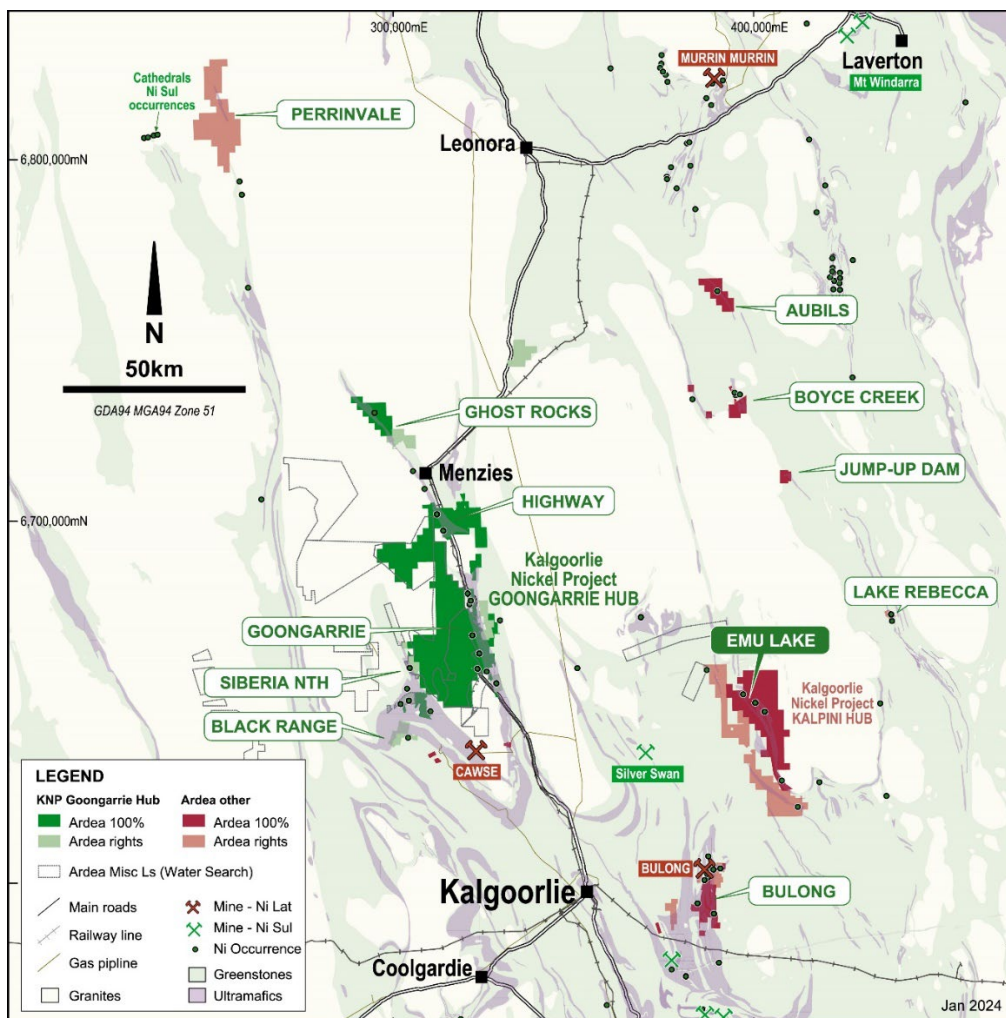 300,000mE
400,000mE
MURRIN MURRIN
Laverton
Mt Windarra
Cathedrals
Ni Sul
occurrences
PERRINVALE
Leonora
6,800,000mN
N
50km
GDA94 MGA94 Zone 51
AUBILS
BOYCE CREEK
GHOST ROCKS
Menzies
JUMP-UP DAM
HIGHWAY
6,700,000mN
Kalgoorlie
Nickel Project
GOONGARRIE HUB
LAKE REBECCA
GOONGARRIE
EMU LAKE
SIBERIA NTH
Kalgoorlie
Nickel Project
KALPINI HUB
BLACK RANGE
CAWSE
Silver Swan
LEGEND
KNP Goongarrie Hub
Ardea other
Ardea 100%
Ardea 100%
Ardea rights
Ardea rights
Ardea Misc Ls (Water Search)
Main roads
Mine - Ni Lat
Railway line
Mine - Ni Sul
Gas pipline
Ni Occurrence
Greenstones
Granites
Ultramafics
BULONG
BULONG
Kalgoorlie
Coolgardie
Jan 2024